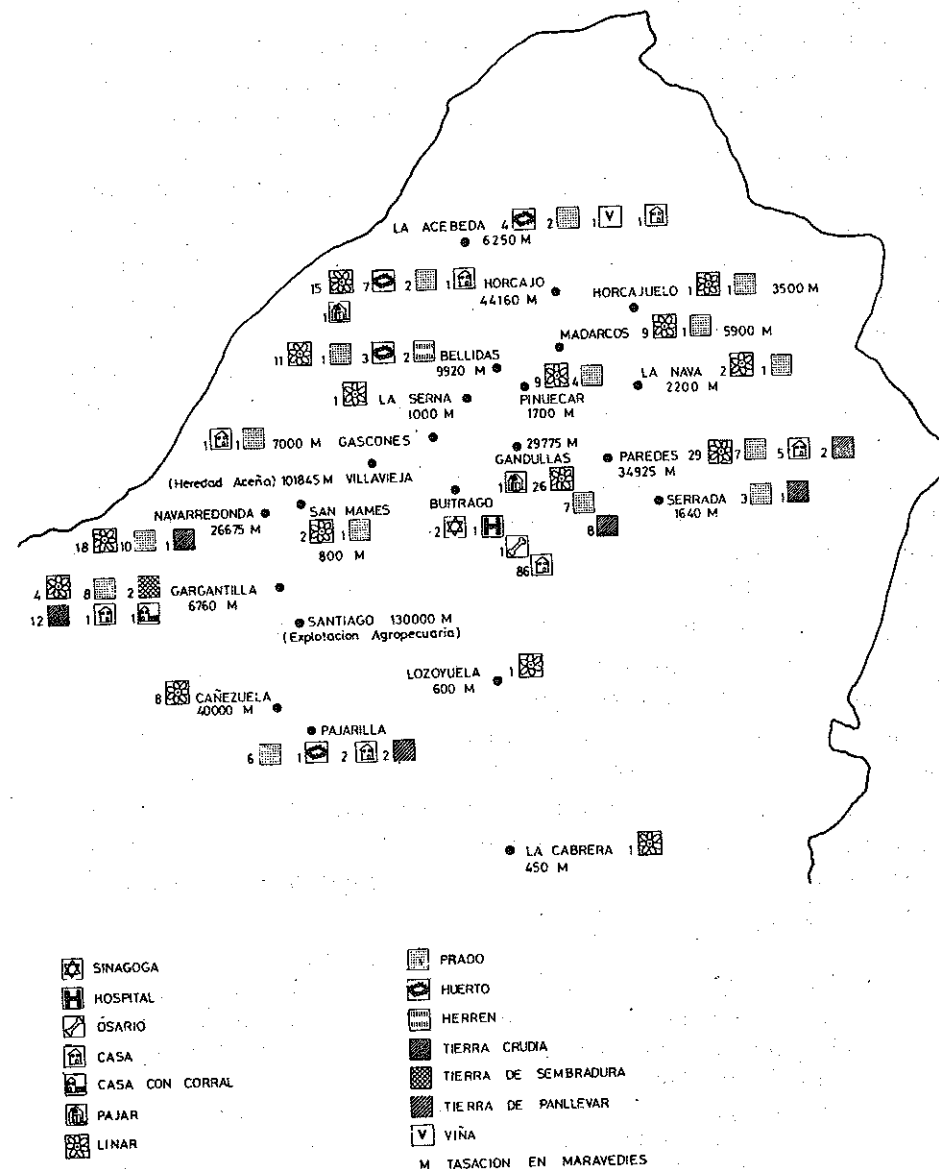 LA ACEBEDA 4 2 1 V 1
6250 M
15 7 2 1 HORCAJO
44160 M
1
HORCAJUELO 1 1 3500 M
MADARCOS 9 1 5900 M
11 1 3 2 BELLIDAS
9920 M
9 4
PINUECAR
1700 M
LA NAVA 2 1
2200 M
1 LA SERNA
1000 M
1 1 7000 M GASCONES
29775 M
GANDULLAS
1 26
7
8
PAREDES 29 7 5 2
34925 M
(Heredad Aceña) 101845 M VILLAVIEJA
SERRADA 3 1
1640 M
NAVARREDONDA
26675 M
18 10 1
SAN MAMES
2 1
800 M
BUITRAGO
2 1 H
1
86
4 8 2 GARGANTILLA
6760 M
12 1 1
SANTIAGO 130000 M
(Explotacion Agropecuaria)
LOZOYUELA 1
600 M
8 CAÑEZUELA
40000 M
PAJARILLA
6 1 2 2
LA CABRERA 1
450 M
SINAGOGA
H HOSPITAL
OSARIO
CASA
CASA CON CORRAL
PAJAR
LINAR
PRADO
HUERTO
HERREN
TIERRA CRUDIA
TIERRA DE SEMBRADURA
TIERRA DE PANLLEVAR
V VIÑA
M TASACION EN MARAVEDIES